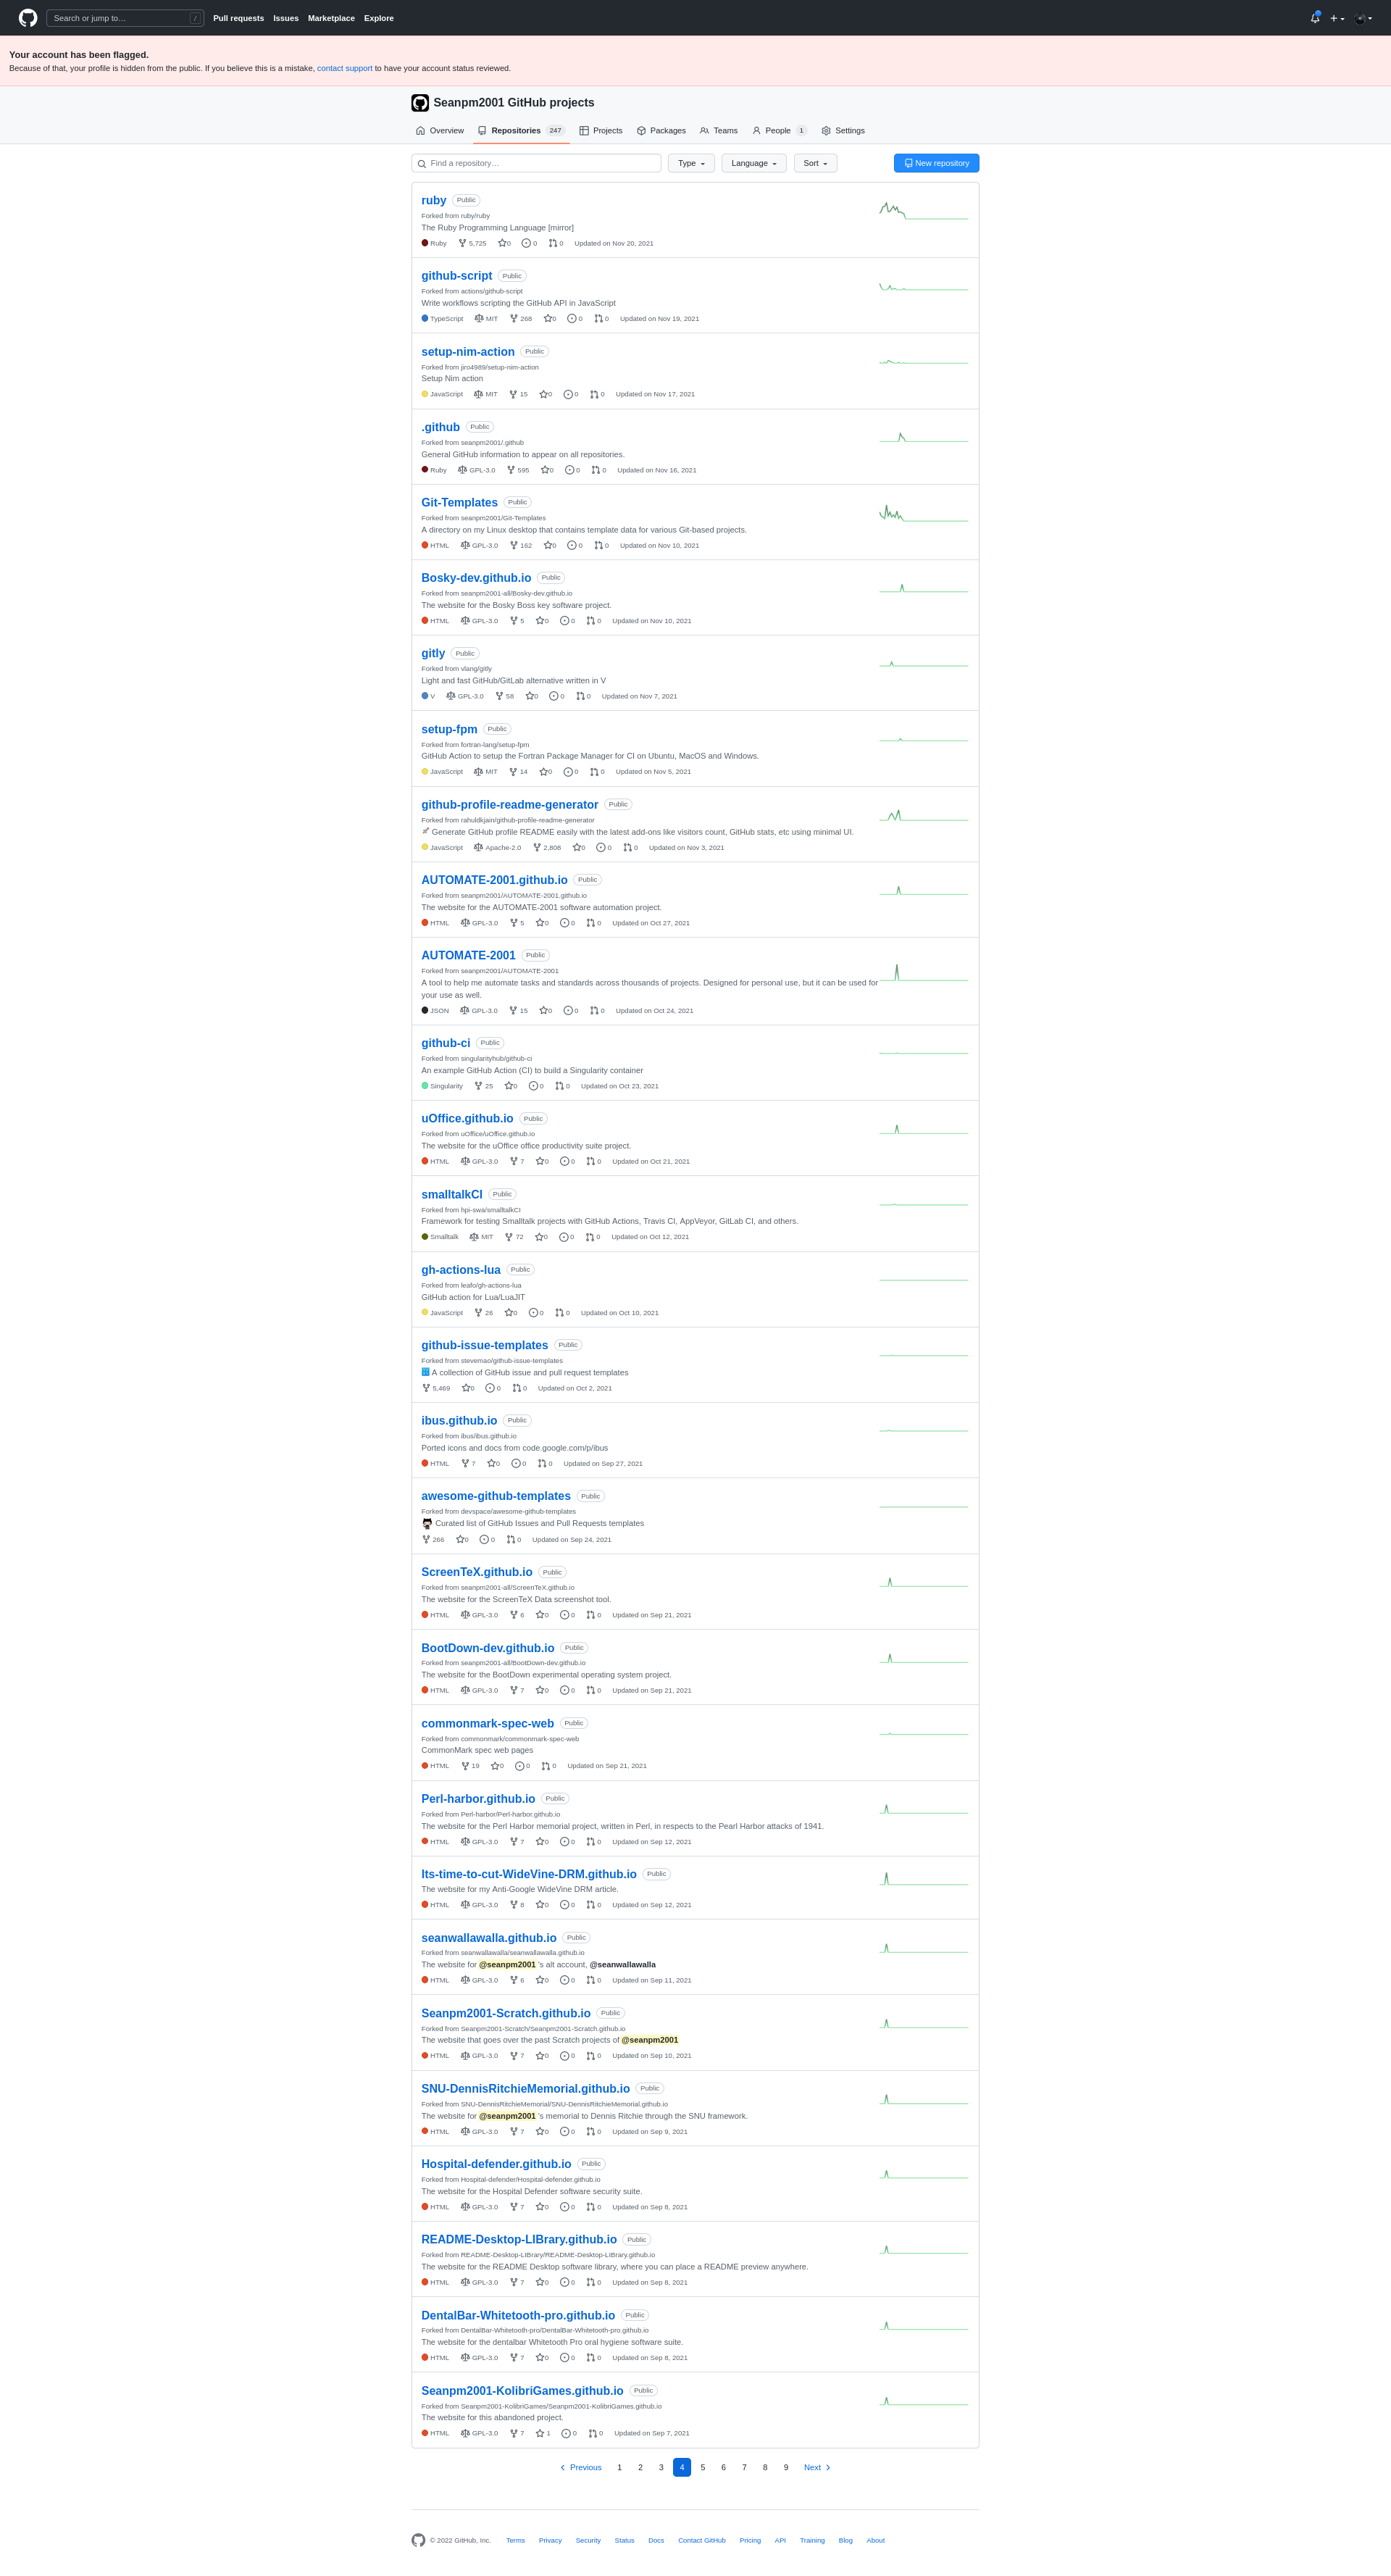 Search or jump to… /
Pull requests Issues Marketplace Explore
Your account has been flagged.
Because of that, your profile is hidden from the public. If you believe this is a mistake, contact support to have your account status reviewed.
Seanpm2001 GitHub projects
Overview Repositories 247 Projects Packages Teams People 1 Settings
Find a repository… Type Language Sort New repository
ruby Public
Forked from ruby/ruby
The Ruby Programming Language [mirror]
Ruby 5,725 0 0 0 Updated on Nov 20, 2021
github-script Public
Forked from actions/github-script
Write workflows scripting the GitHub API in JavaScript
TypeScript MIT 268 0 0 0 Updated on Nov 19, 2021
setup-nim-action Public
Forked from jiro4989/setup-nim-action
Setup Nim action
JavaScript MIT 15 0 0 0 Updated on Nov 17, 2021
.github Public
Forked from seanpm2001/.github
General GitHub information to appear on all repositories.
Ruby GPL-3.0 595 0 0 0 Updated on Nov 16, 2021
Git-Templates Public
Forked from seanpm2001/Git-Templates
A directory on my Linux desktop that contains template data for various Git-based projects.
HTML GPL-3.0 162 0 0 0 Updated on Nov 10, 2021
Bosky-dev.github.io Public
Forked from seanpm2001-all/Bosky-dev.github.io
The website for the Bosky Boss key software project.
HTML GPL-3.0 5 0 0 0 Updated on Nov 10, 2021
gitly Public
Forked from vlang/gitly
Light and fast GitHub/GitLab alternative written in V
V GPL-3.0 58 0 0 0 Updated on Nov 7, 2021
setup-fpm Public
Forked from fortran-lang/setup-fpm
GitHub Action to setup the Fortran Package Manager for CI on Ubuntu, MacOS and Windows.
JavaScript MIT 14 0 0 0 Updated on Nov 5, 2021
github-profile-readme-generator Public
Forked from rahuldkjain/github-profile-readme-generator
Generate GitHub profile README easily with the latest add-ons like visitors count, GitHub stats, etc using minimal UI.
JavaScript Apache-2.0 2,808 0 0 0 Updated on Nov 3, 2021
AUTOMATE-2001.github.io Public
Forked from seanpm2001/AUTOMATE-2001.github.io
The website for the AUTOMATE-2001 software automation project.
HTML GPL-3.0 5 0 0 0 Updated on Oct 27, 2021
AUTOMATE-2001 Public
Forked from seanpm2001/AUTOMATE-2001
A tool to help me automate tasks and standards across thousands of projects. Designed for personal use, but it can be used for
your use as well.
JSON GPL-3.0 15 0 0 0 Updated on Oct 24, 2021
github-ci Public
Forked from singularityhub/github-ci
An example GitHub Action (CI) to build a Singularity container
Singularity 25 0 0 0 Updated on Oct 23, 2021
uOffice.github.io Public
Forked from uOffice/uOffice.github.io
The website for the uOffice office productivity suite project.
HTML GPL-3.0 7 0 0 0 Updated on Oct 21, 2021
smalltalkCI Public
Forked from hpi-swa/smalltalkCI
Framework for testing Smalltalk projects with GitHub Actions, Travis CI, AppVeyor, GitLab CI, and others.
Smalltalk MIT 72 0 0 0 Updated on Oct 12, 2021
gh-actions-lua Public
Forked from leafo/gh-actions-lua
GitHub action for Lua/LuaJIT
JavaScript 26 0 0 0 Updated on Oct 10, 2021
github-issue-templates Public
Forked from stevemao/github-issue-templates
A collection of GitHub issue and pull request templates
5,469 0 0 0 Updated on Oct 2, 2021
ibus.github.io Public
Forked from ibus/ibus.github.io
Ported icons and docs from code.google.com/p/ibus
HTML 7 0 0 0 Updated on Sep 27, 2021
awesome-github-templates Public
Forked from devspace/awesome-github-templates
Curated list of GitHub Issues and Pull Requests templates
266 0 0 0 Updated on Sep 24, 2021
ScreenTeX.github.io Public
Forked from seanpm2001-all/ScreenTeX.github.io
The website for the ScreenTeX Data screenshot tool.
HTML GPL-3.0 6 0 0 0 Updated on Sep 21, 2021
BootDown-dev.github.io Public
Forked from seanpm2001-all/BootDown-dev.github.io
The website for the BootDown experimental operating system project.
HTML GPL-3.0 7 0 0 0 Updated on Sep 21, 2021
commonmark-spec-web Public
Forked from commonmark/commonmark-spec-web
CommonMark spec web pages
HTML 19 0 0 0 Updated on Sep 21, 2021
Perl-harbor.github.io Public
Forked from Perl-harbor/Perl-harbor.github.io
The website for the Perl Harbor memorial project, written in Perl, in respects to the Pearl Harbor attacks of 1941.
HTML GPL-3.0 7 0 0 0 Updated on Sep 12, 2021
Its-time-to-cut-WideVine-DRM.github.io Public
The website for my Anti-Google WideVine DRM article.
HTML GPL-3.0 8 0 0 0 Updated on Sep 12, 2021
seanwallawalla.github.io Public
Forked from seanwallawalla/seanwallawalla.github.io
The website for @seanpm2001 's alt account, @seanwallawalla
HTML GPL-3.0 6 0 0 0 Updated on Sep 11, 2021
Seanpm2001-Scratch.github.io Public
Forked from Seanpm2001-Scratch/Seanpm2001-Scratch.github.io
The website that goes over the past Scratch projects of @seanpm2001
HTML GPL-3.0 7 0 0 0 Updated on Sep 10, 2021
SNU-DennisRitchieMemorial.github.io Public
Forked from SNU-DennisRitchieMemorial/SNU-DennisRitchieMemorial.github.io
The website for @seanpm2001 's memorial to Dennis Ritchie through the SNU framework.
HTML GPL-3.0 7 0 0 0 Updated on Sep 9, 2021
Hospital-defender.github.io Public
Forked from Hospital-defender/Hospital-defender.github.io
The website for the Hospital Defender software security suite.
HTML GPL-3.0 7 0 0 0 Updated on Sep 8, 2021
README-Desktop-LIBrary.github.io Public
Forked from README-Desktop-LIBrary/README-Desktop-LIBrary.github.io
The website for the README Desktop software library, where you can place a README preview anywhere.
HTML GPL-3.0 7 0 0 0 Updated on Sep 8, 2021
DentalBar-Whitetooth-pro.github.io Public
Forked from DentalBar-Whitetooth-pro/DentalBar-Whitetooth-pro.github.io
The website for the dentalbar Whitetooth Pro oral hygiene software suite.
HTML GPL-3.0 7 0 0 0 Updated on Sep 8, 2021
Seanpm2001-KolibriGames.github.io Public
Forked from Seanpm2001-KolibriGames/Seanpm2001-KolibriGames.github.io
The website for this abandoned project.
HTML GPL-3.0 7 1 0 0 Updated on Sep 7, 2021
Previous 1 2 3 4 5 6 7 8 9 Next
© 2022 GitHub, Inc. Terms Privacy Security Status Docs Contact GitHub Pricing API Training Blog About